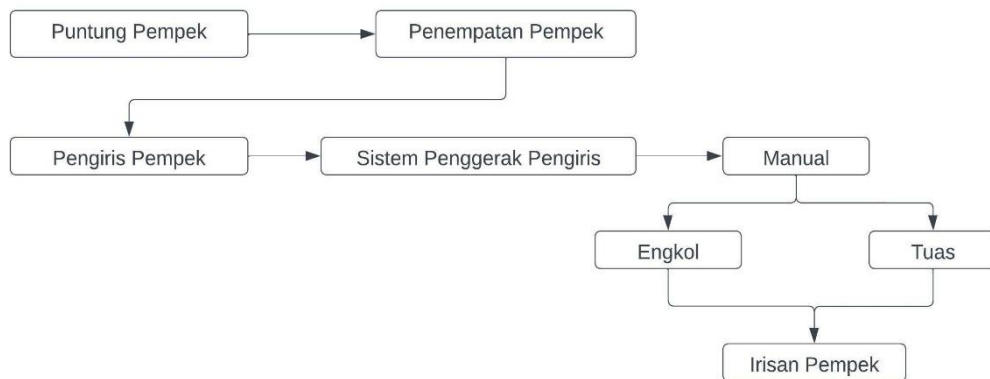 Puntung Pempek
Penempatan Pempek
Pengiris Pempek
Sistem Penggerak Pengiris
Manual
Engkol
Tuas
Irisan Pempek